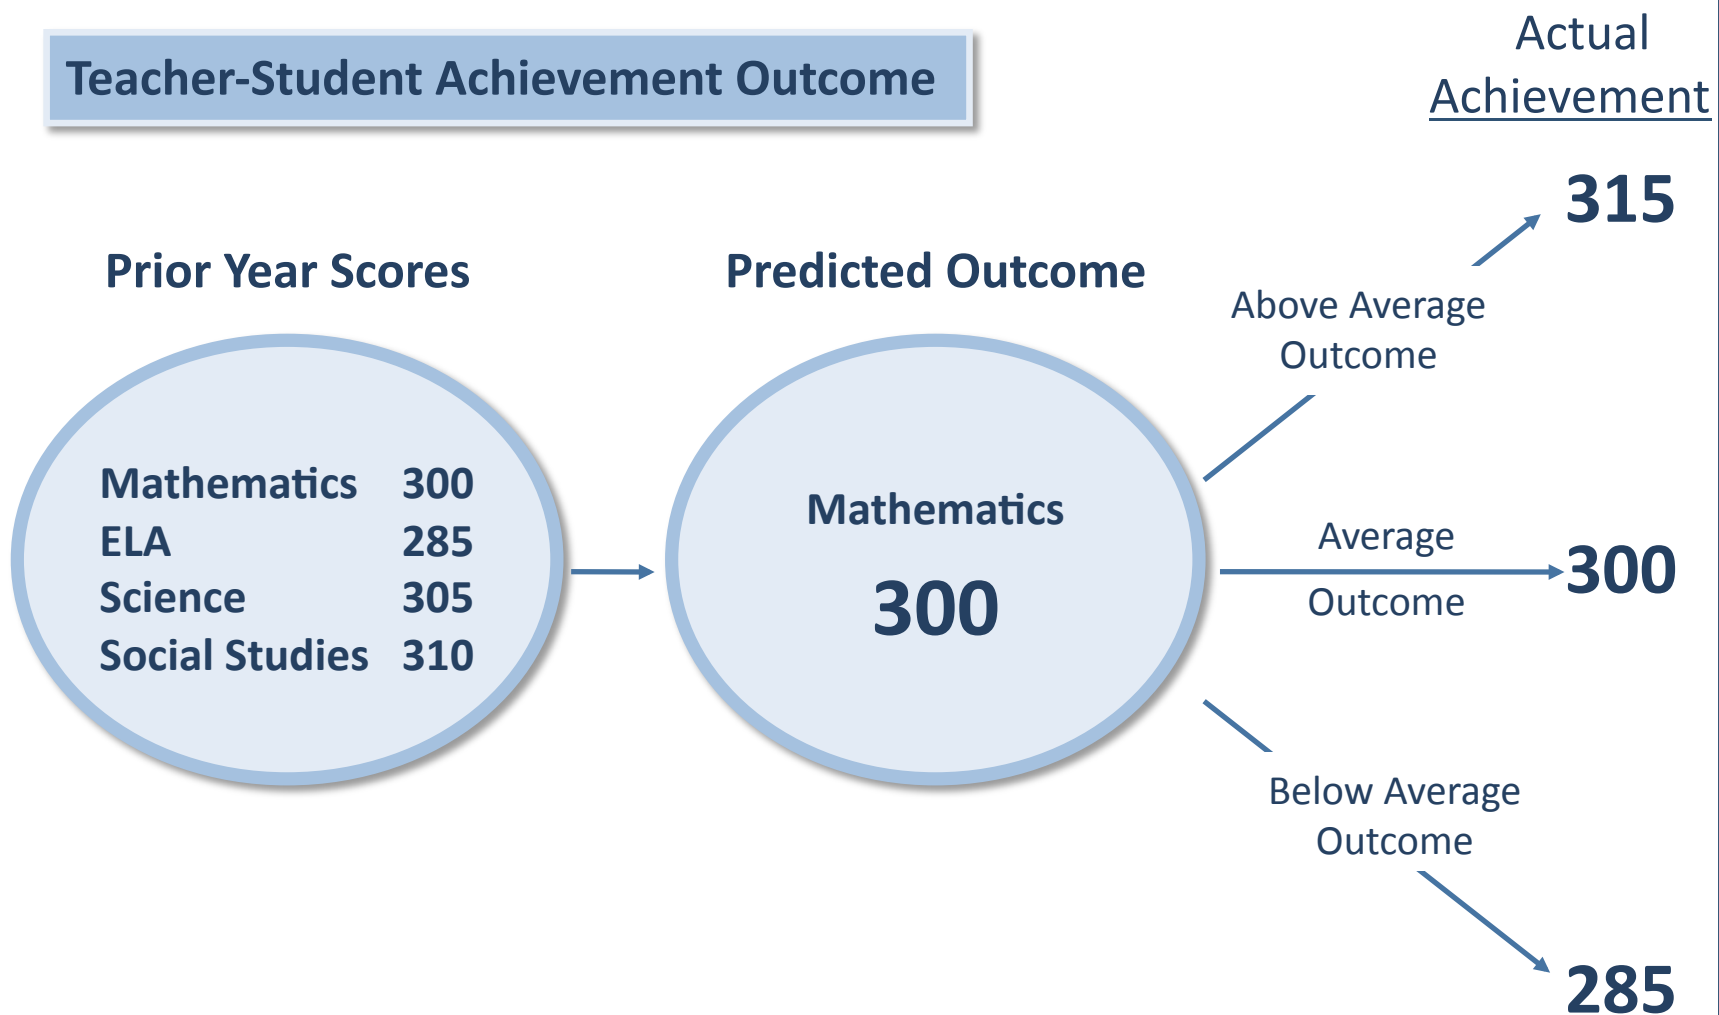 Teacher-Student Achievement Outcome
Actual
Achievement
Prior Year Scores
Mathematics 300
ELA 285
Science 305
Social Studies 310
Predicted Outcome
Mathematics
300
Above Average
Outcome
315
Average
Outcome
300
Below Average
Outcome
285